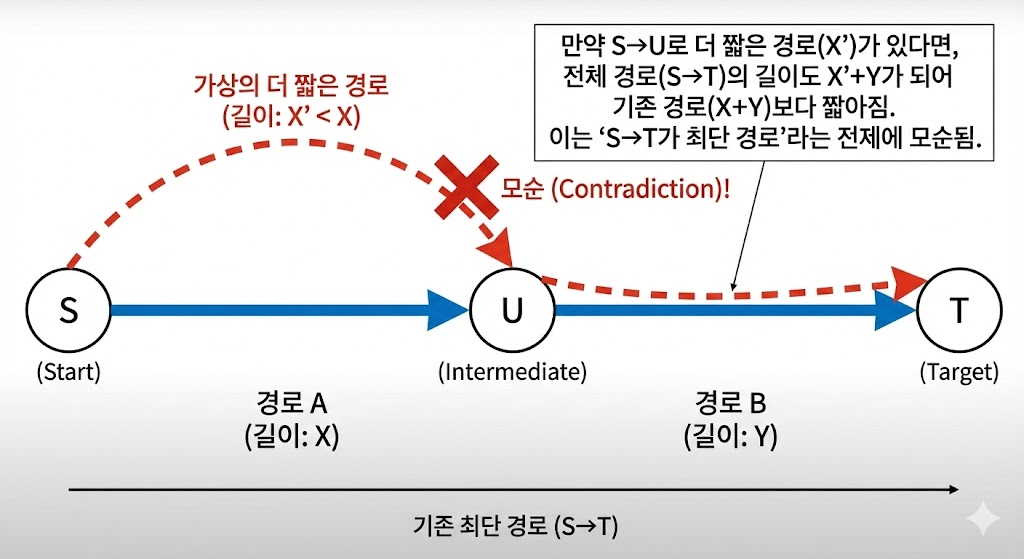 만약 S→U로 더 짧은 경로(X’)가 있다면,
전체 경로(S→T)의 길이도 X’+Y가 되어
기존 경로(X+Y)보다 짧아짐.
이는 ‘S→T가 최단 경로’라는 전제에 모순됨.
가상의 더 짧은 경로
(길이: X’ < X)
모순 (Contradiction)!
S
U
T
(Start)
(Intermediate)
(Target)
경로 A
(길이: X)
경로 B
(길이: Y)
기존 최단 경로 (S→T)